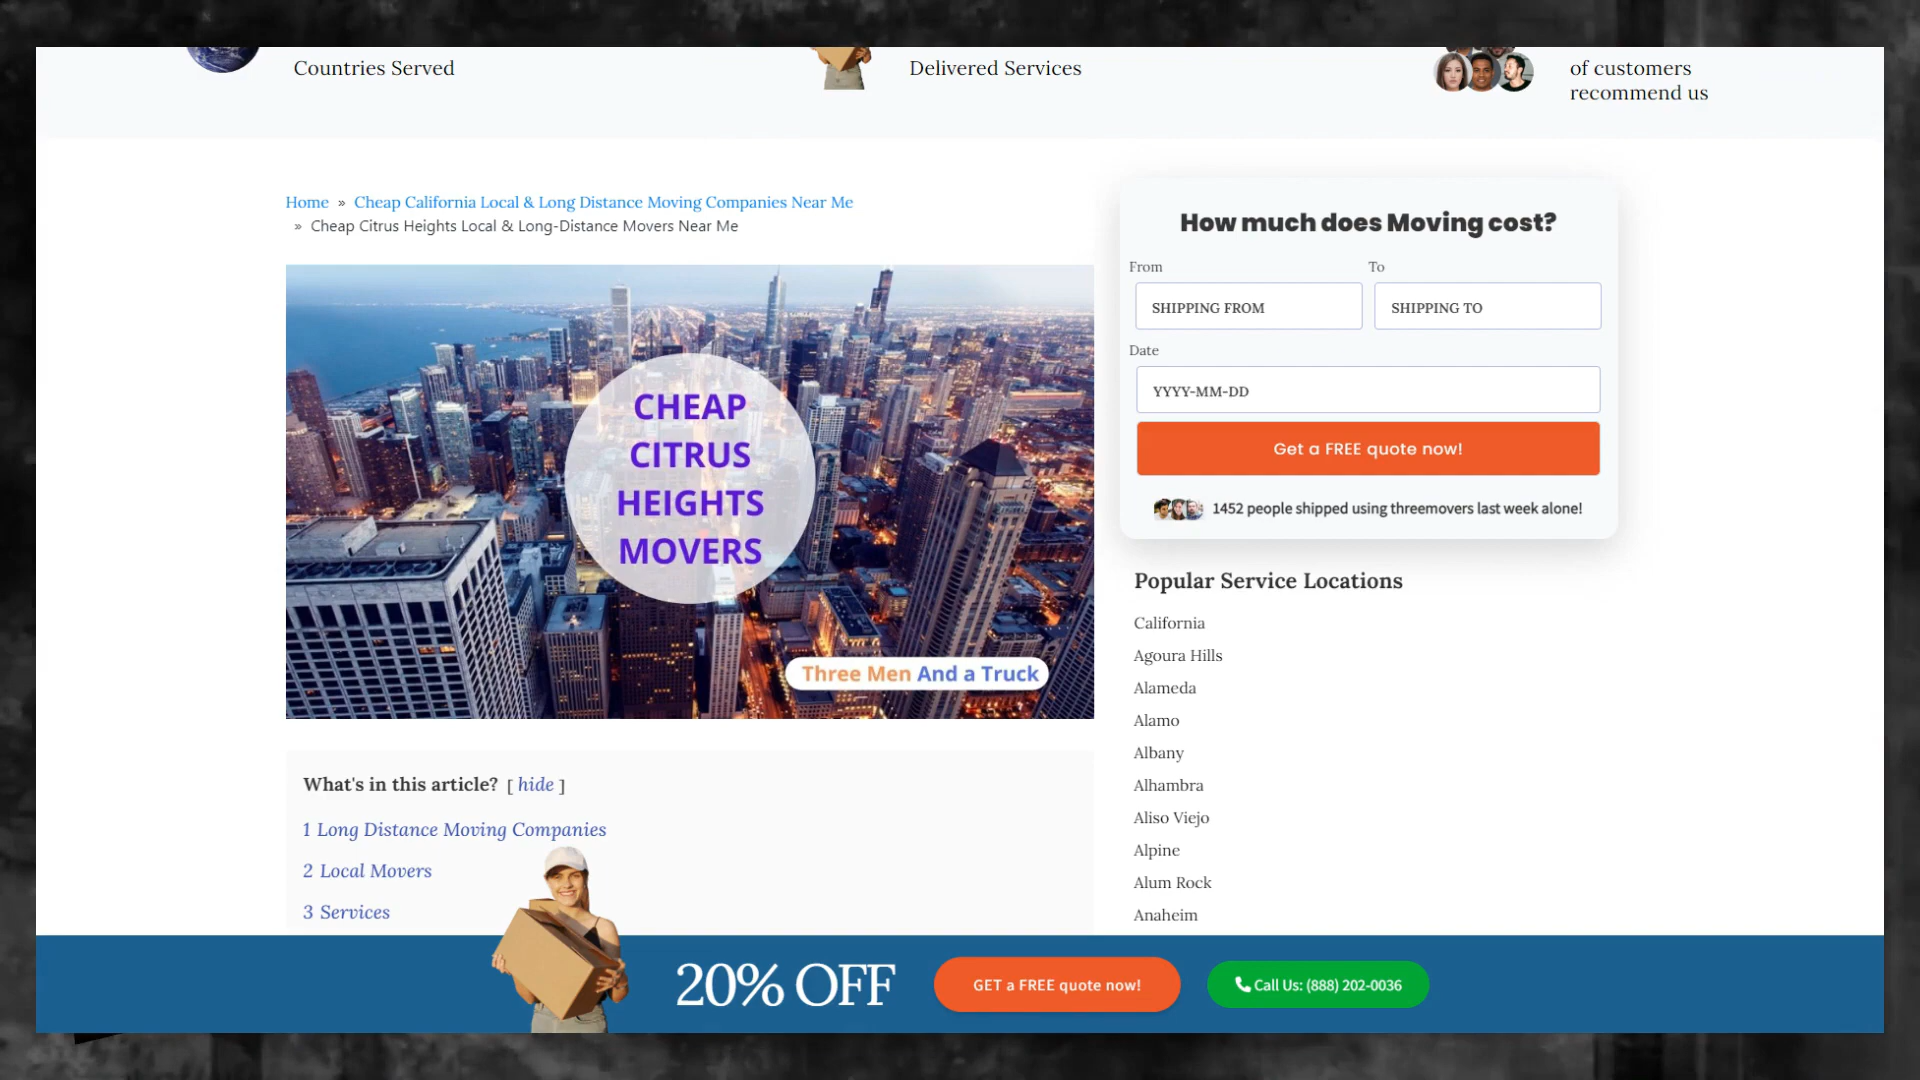 Countries Served
Delivered Services
of customers
recommend us
Home » Cheap California Local & Long Distance Moving Companies Near Me
» Cheap Citrus Heights Local & Long-Distance Movers Near Me
CHEAP
CITRUS
HEIGHTS
MOVERS
Three Men And a Truck
What's in this article? [ hide ]
1 Long Distance Moving Companies
2 Local Movers
3 Services
How much does Moving cost?
From
To
SHIPPING FROM
SHIPPING TO
Date
YYYY-MM-DD
Get a FREE quote now!
1452 people shipped using threemovers last week alone!
Popular Service Locations
California
Agoura Hills
Alameda
Alamo
Albany
Alhambra
Aliso Viejo
Alpine
Alum Rock
Anaheim
20% OFF
GET a FREE quote now!
Call Us: (888) 202-0036